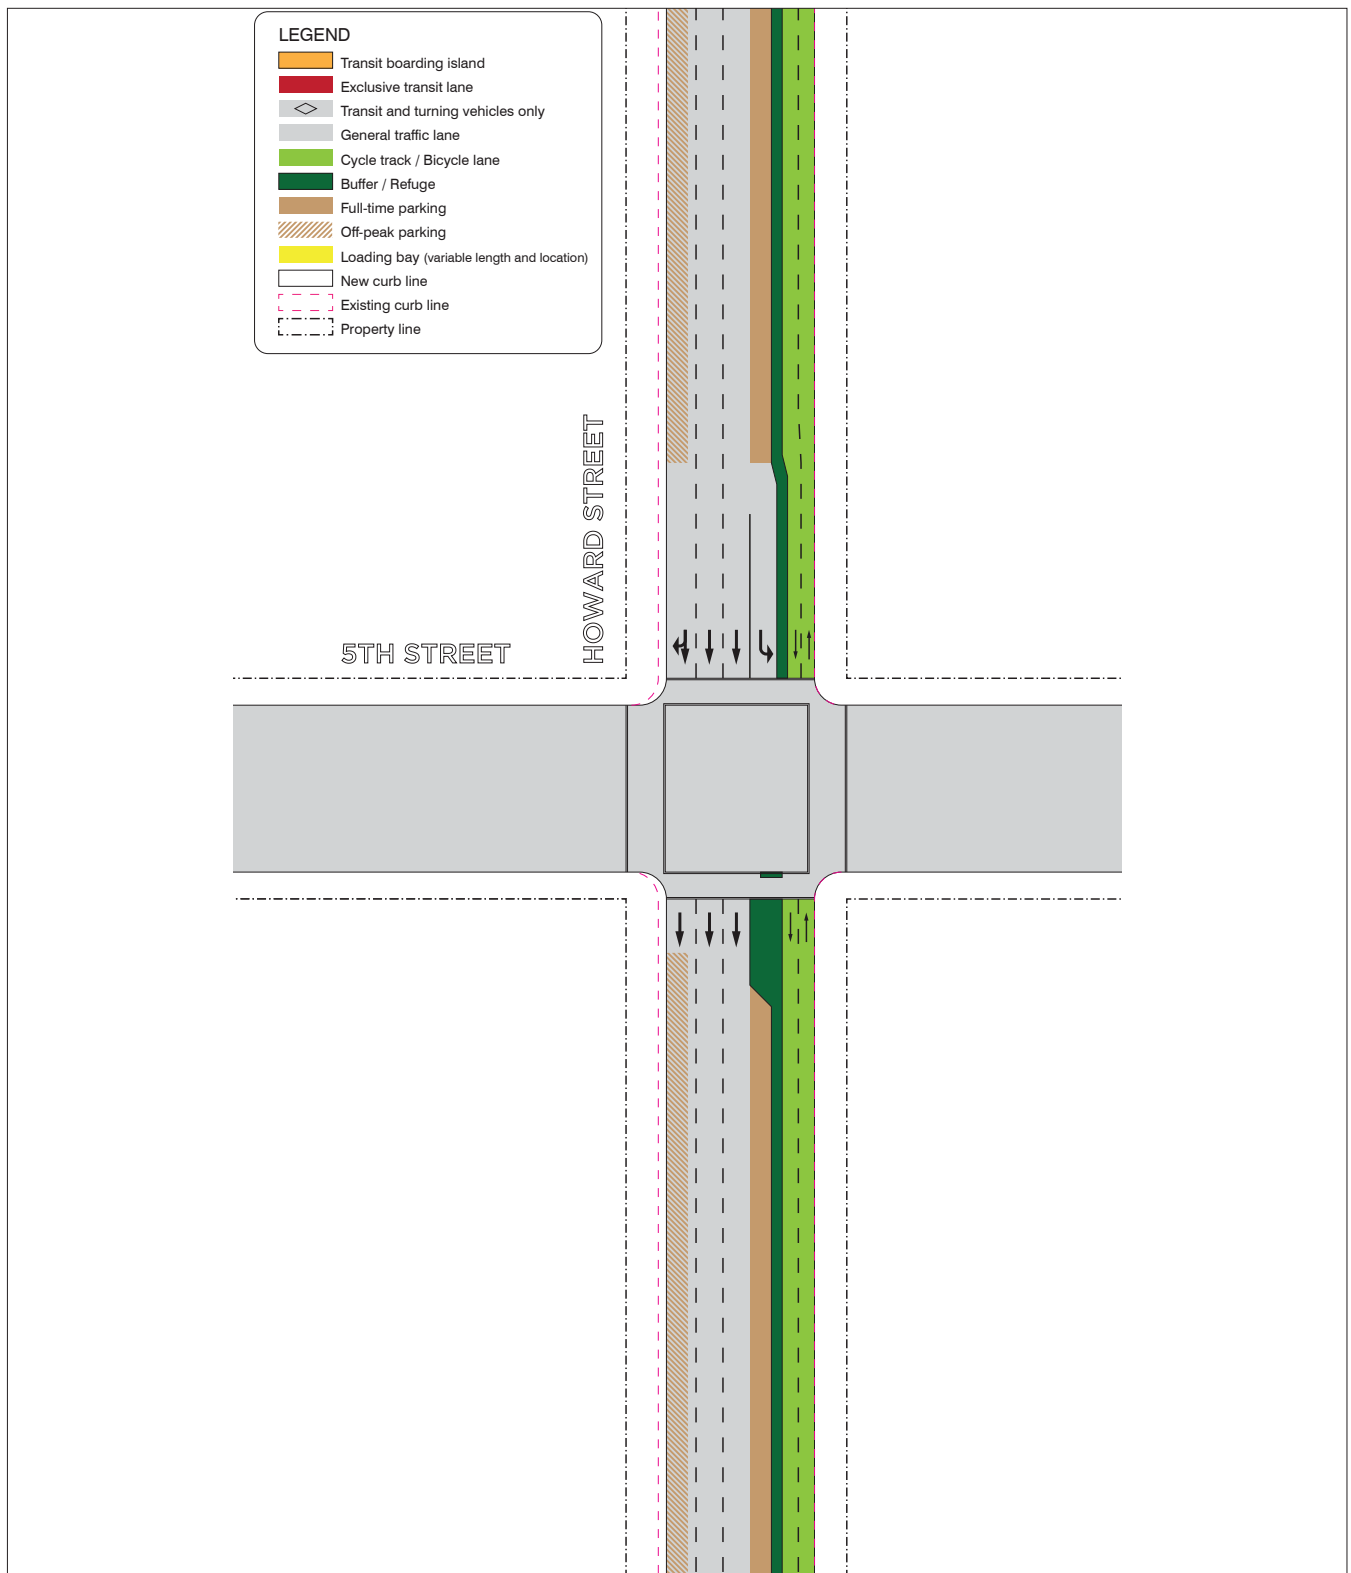 LEGEND
Transit boarding island
Exclusive transit lane
Transit and turning vehicles only
General traffic lane
Cycle track / Bicycle lane
Buffer / Refuge
Full-time parking
Off-peak parking
Loading bay (variable length and location)
New curb line
Existing curb line
Property line
HOWARD STREET
5TH STREET